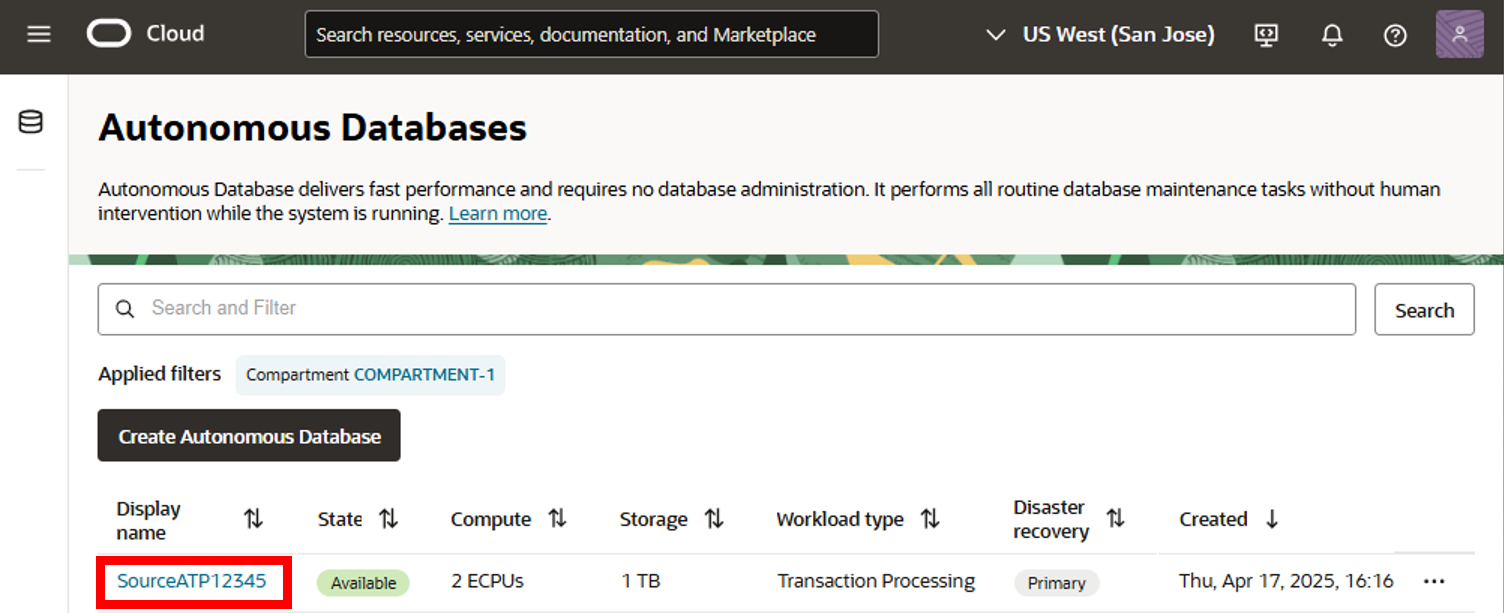 Cloud
Search resources, services, documentation, and Marketplace
US West (San Jose)
Autonomous Databases
Autonomous Database delivers fast performance and requires no database administration. It performs all routine database maintenance tasks without human
intervention while the system is running. Learn more.
Search and Filter
Search
Applied filters
Compartment COMPARTMENT-1
Create Autonomous Database
Display
name
State
Compute
Storage
Workload type
Disaster
recovery
Created
SourceATP12345
Available
2 ECPUs
1 TB
Transaction Processing
Primary
Thu, Apr 17, 2025, 16:16